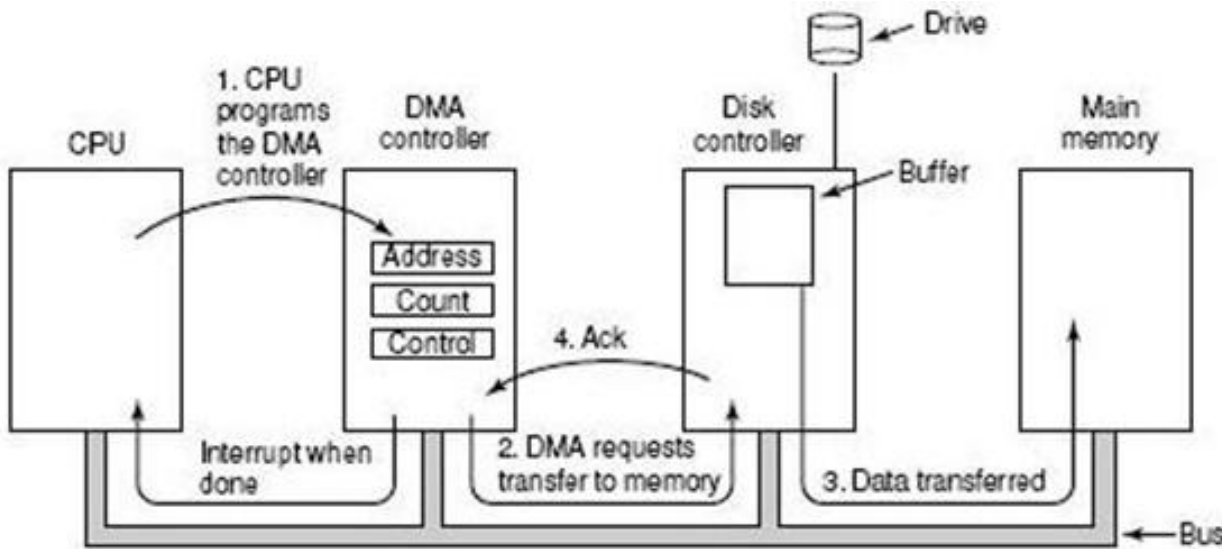 Drive
1. CPU
programs
the DMA
controller
CPU
DMA
controller
Disk
controller
Main
memory
Buffer
Address
Count
Control
4. Ack
Interrupt when
done
2. DMA requests
transfer to memory
3. Data transferred
Bus